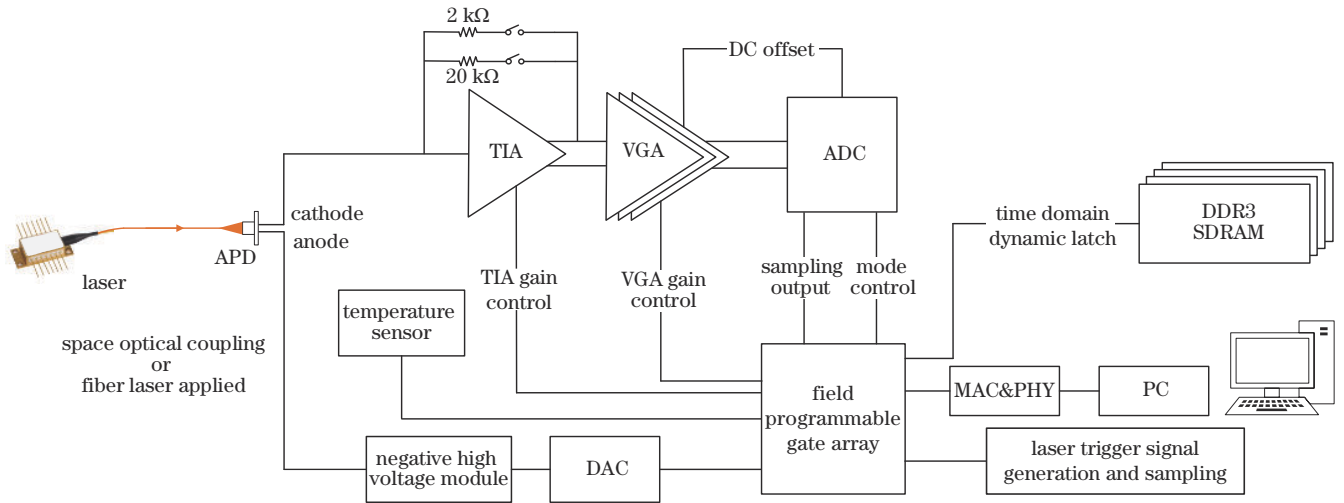 2 kΩ
20 kΩ
DC offset
TIA
VGA
ADC
cathode
anode
APD
laser
space optical coupling
or
fiber laser applied
TIA gain
control
VGA gain
control
sampling
output
mode
control
time domain
dynamic latch
DDR3
SDRAM
temperature
sensor
field
programmable
gate array
MAC&PHY
PC
negative high
voltage module
DAC
laser trigger signal
generation and sampling